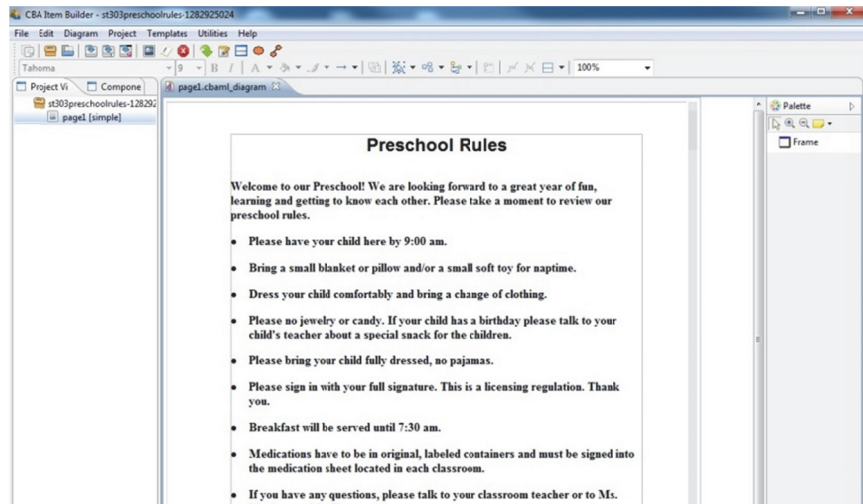 CBA Item Builder - st303preschoolrules-1282925024
File Edit Diagram Project Templates Utilities Help
Tahoma 9 B I A 100%
Project Vi Compone page1.cbaml_diagram
st303preschoolrules-128292
page1 [simple]
Palette
Frame
Preschool Rules
Welcome to our Preschool! We are looking forward to a great year of fun,
learning and getting to know each other. Please take a moment to review our
preschool rules.
• Please have your child here by 9:00 am.
• Bring a small blanket or pillow and/or a small soft toy for naptime.
• Dress your child comfortably and bring a change of clothing.
• Please no jewelry or candy. If your child has a birthday please talk to your
child's teacher about a special snack for the children.
• Please bring your child fully dressed, no pajamas.
• Please sign in with your full signature. This is a licensing regulation. Thank
you.
• Breakfast will be served until 7:30 am.
• Medications have to be in original, labeled containers and must be signed into
the medication sheet located in each classroom.
• If you have any questions, please talk to your classroom teacher or to Ms.